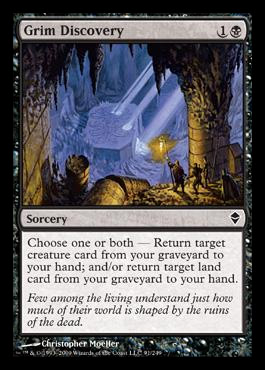 Grim Discovery 1
Sorcery
Choose one or both — Return target
creature card from your graveyard to
your hand; and/or return target land
card from your graveyard to your hand.
Few among the living understand just how
much of their world is shaped by the ruins
of the dead.
Christopher Moeller
™ & © 1993–2009 Wizards of the Coast LLC 91/249